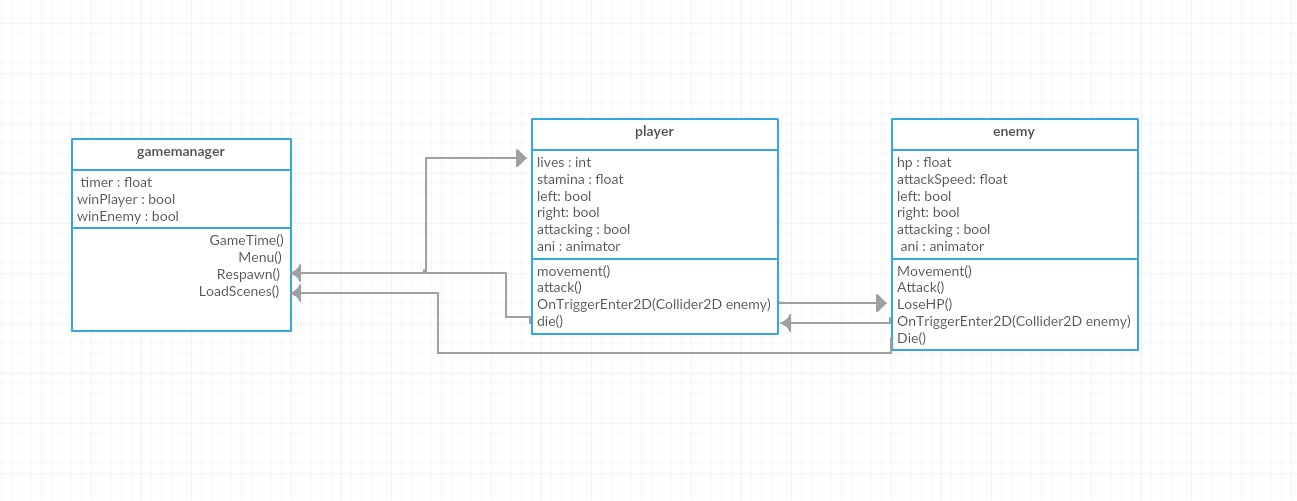 gamemanager
timer : float
winPlayer : bool
winEnemy : bool
GameTime()
Menu()
Respawn()
LoadScenes()
player
lives : int
stamina : float
left: bool
right: bool
attacking : bool
ani : animator
movement()
attack()
OnTriggerEnter2D(Collider2D enemy)
die()
enemy
hp : float
attackSpeed: float
left: bool
right: bool
attacking : bool
ani : animator
Movement()
Attack()
LoseHP()
OnTriggerEnter2D(Collider2D enemy)
Die()